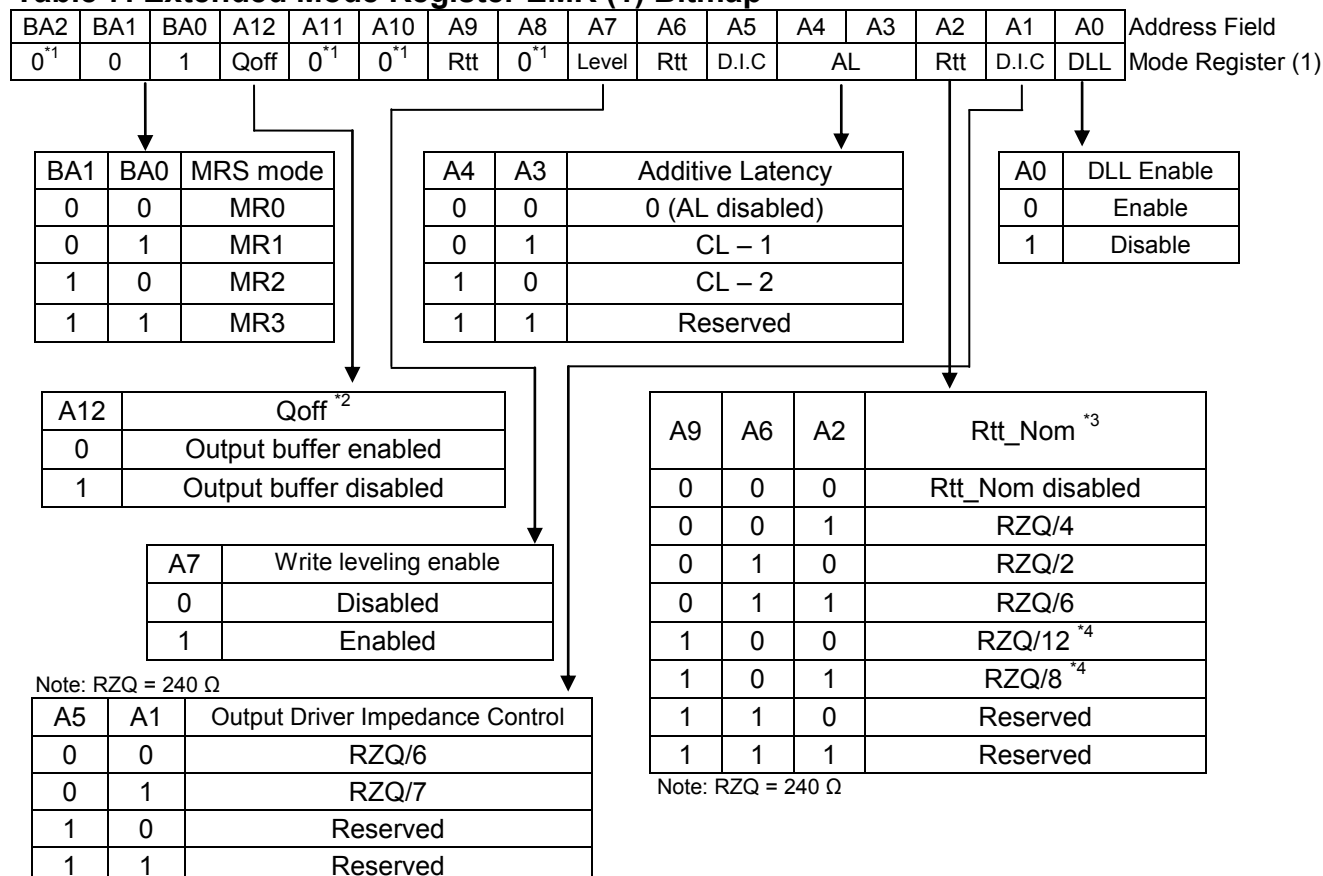 Table 7. Extended Mode Register EMR (1) Bitmap
BA2 BA1 BA0 A12 A11 A10 A9 A8 A7 A6 A5 A4 A3 A2 A1 A0 Address Field
0*1 0 1 Qoff 0*1 0*1 Rtt 0*1 Level Rtt D.I.C AL Rtt D.I.C DLL Mode Register (1)
BA1 BA0 MRS mode
0 0 MR0
0 1 MR1
1 0 MR2
1 1 MR3
A4 A3 Additive Latency
0 0 0 (AL disabled)
0 1 CL – 1
1 0 CL – 2
1 1 Reserved
A0 DLL Enable
0 Enable
1 Disable
A12 Qoff *2
0 Output buffer enabled
1 Output buffer disabled
A9 A6 A2 Rtt_Nom *3
0 0 0 Rtt_Nom disabled
0 0 1 RZQ/4
0 1 0 RZQ/2
0 1 1 RZQ/6
1 0 0 RZQ/12 *4
1 0 1 RZQ/8 *4
1 1 0 Reserved
1 1 1 Reserved
Note: RZQ = 240 Ω
A7 Write leveling enable
0 Disabled
1 Enabled
Note: RZQ = 240 Ω
A5 A1 Output Driver Impedance Control
0 0 RZQ/6
0 1 RZQ/7
1 0 Reserved
1 1 Reserved